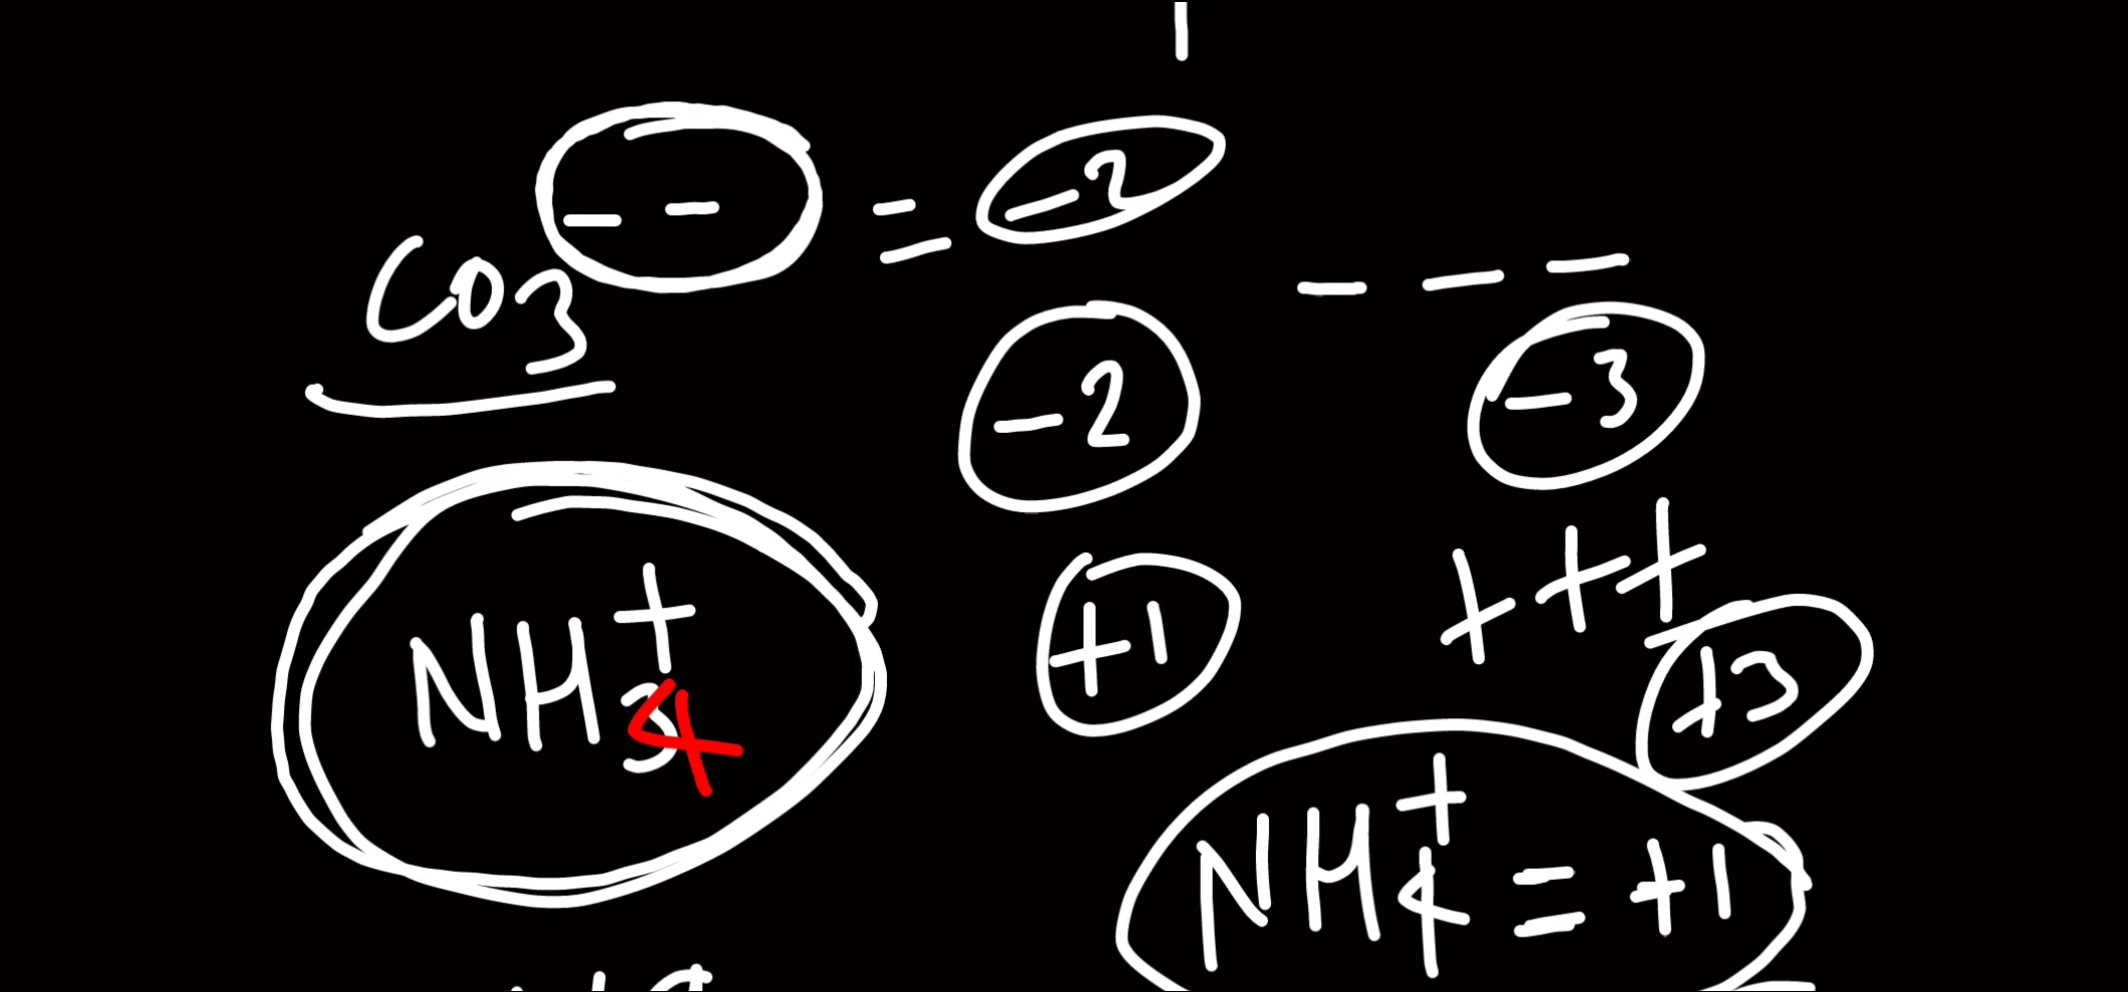 CO3 - - = -2
-2
- - -
-3
NH4+
+1
+++
+3
NH4+ = +1